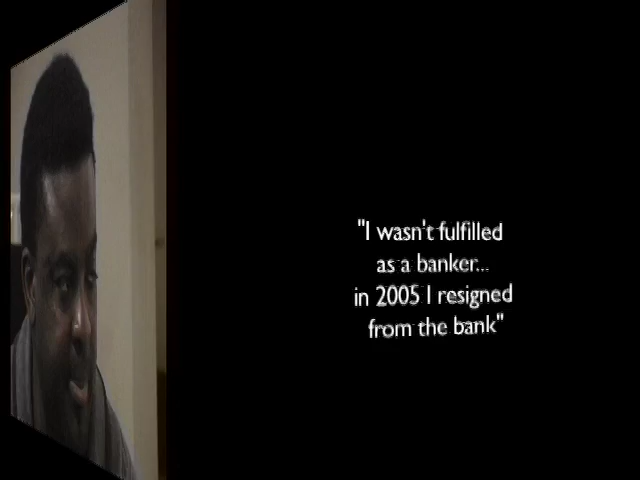 "I wasn't fulfilled
as a banker...
in 2005 I resigned
from the bank"